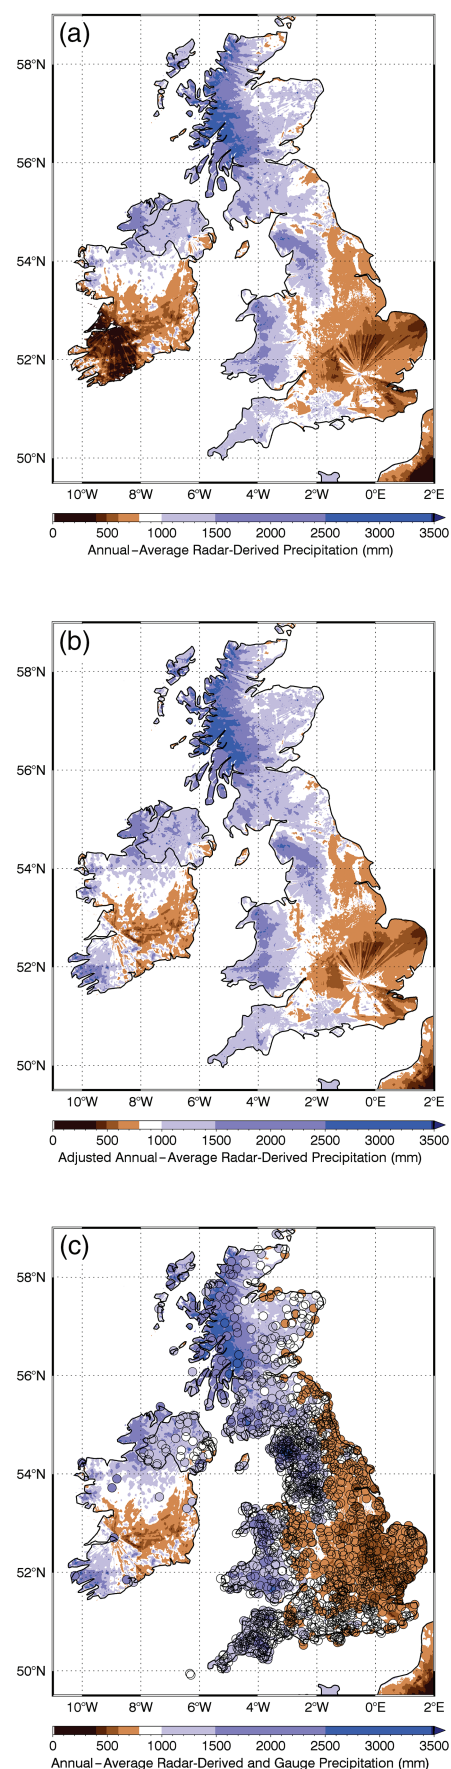 (a)
58°N
56°N
54°N
52°N
50°N
10°W 8°W 6°W 4°W 2°W 0°E 2°E
0 500 1000 1500 2000 2500 3000 3500
Annual-Average Radar-Derived Precipitation (mm)
(b)
58°N
56°N
54°N
52°N
50°N
10°W 8°W 6°W 4°W 2°W 0°E 2°E
0 500 1000 1500 2000 2500 3000 3500
Adjusted Annual-Average Radar-Derived Precipitation (mm)
(c)
58°N
56°N
54°N
52°N
50°N
10°W 8°W 6°W 4°W 2°W 0°E 2°E
0 500 1000 1500 2000 2500 3000 3500
Annual-Average Radar-Derived and Gauge Precipitation (mm)